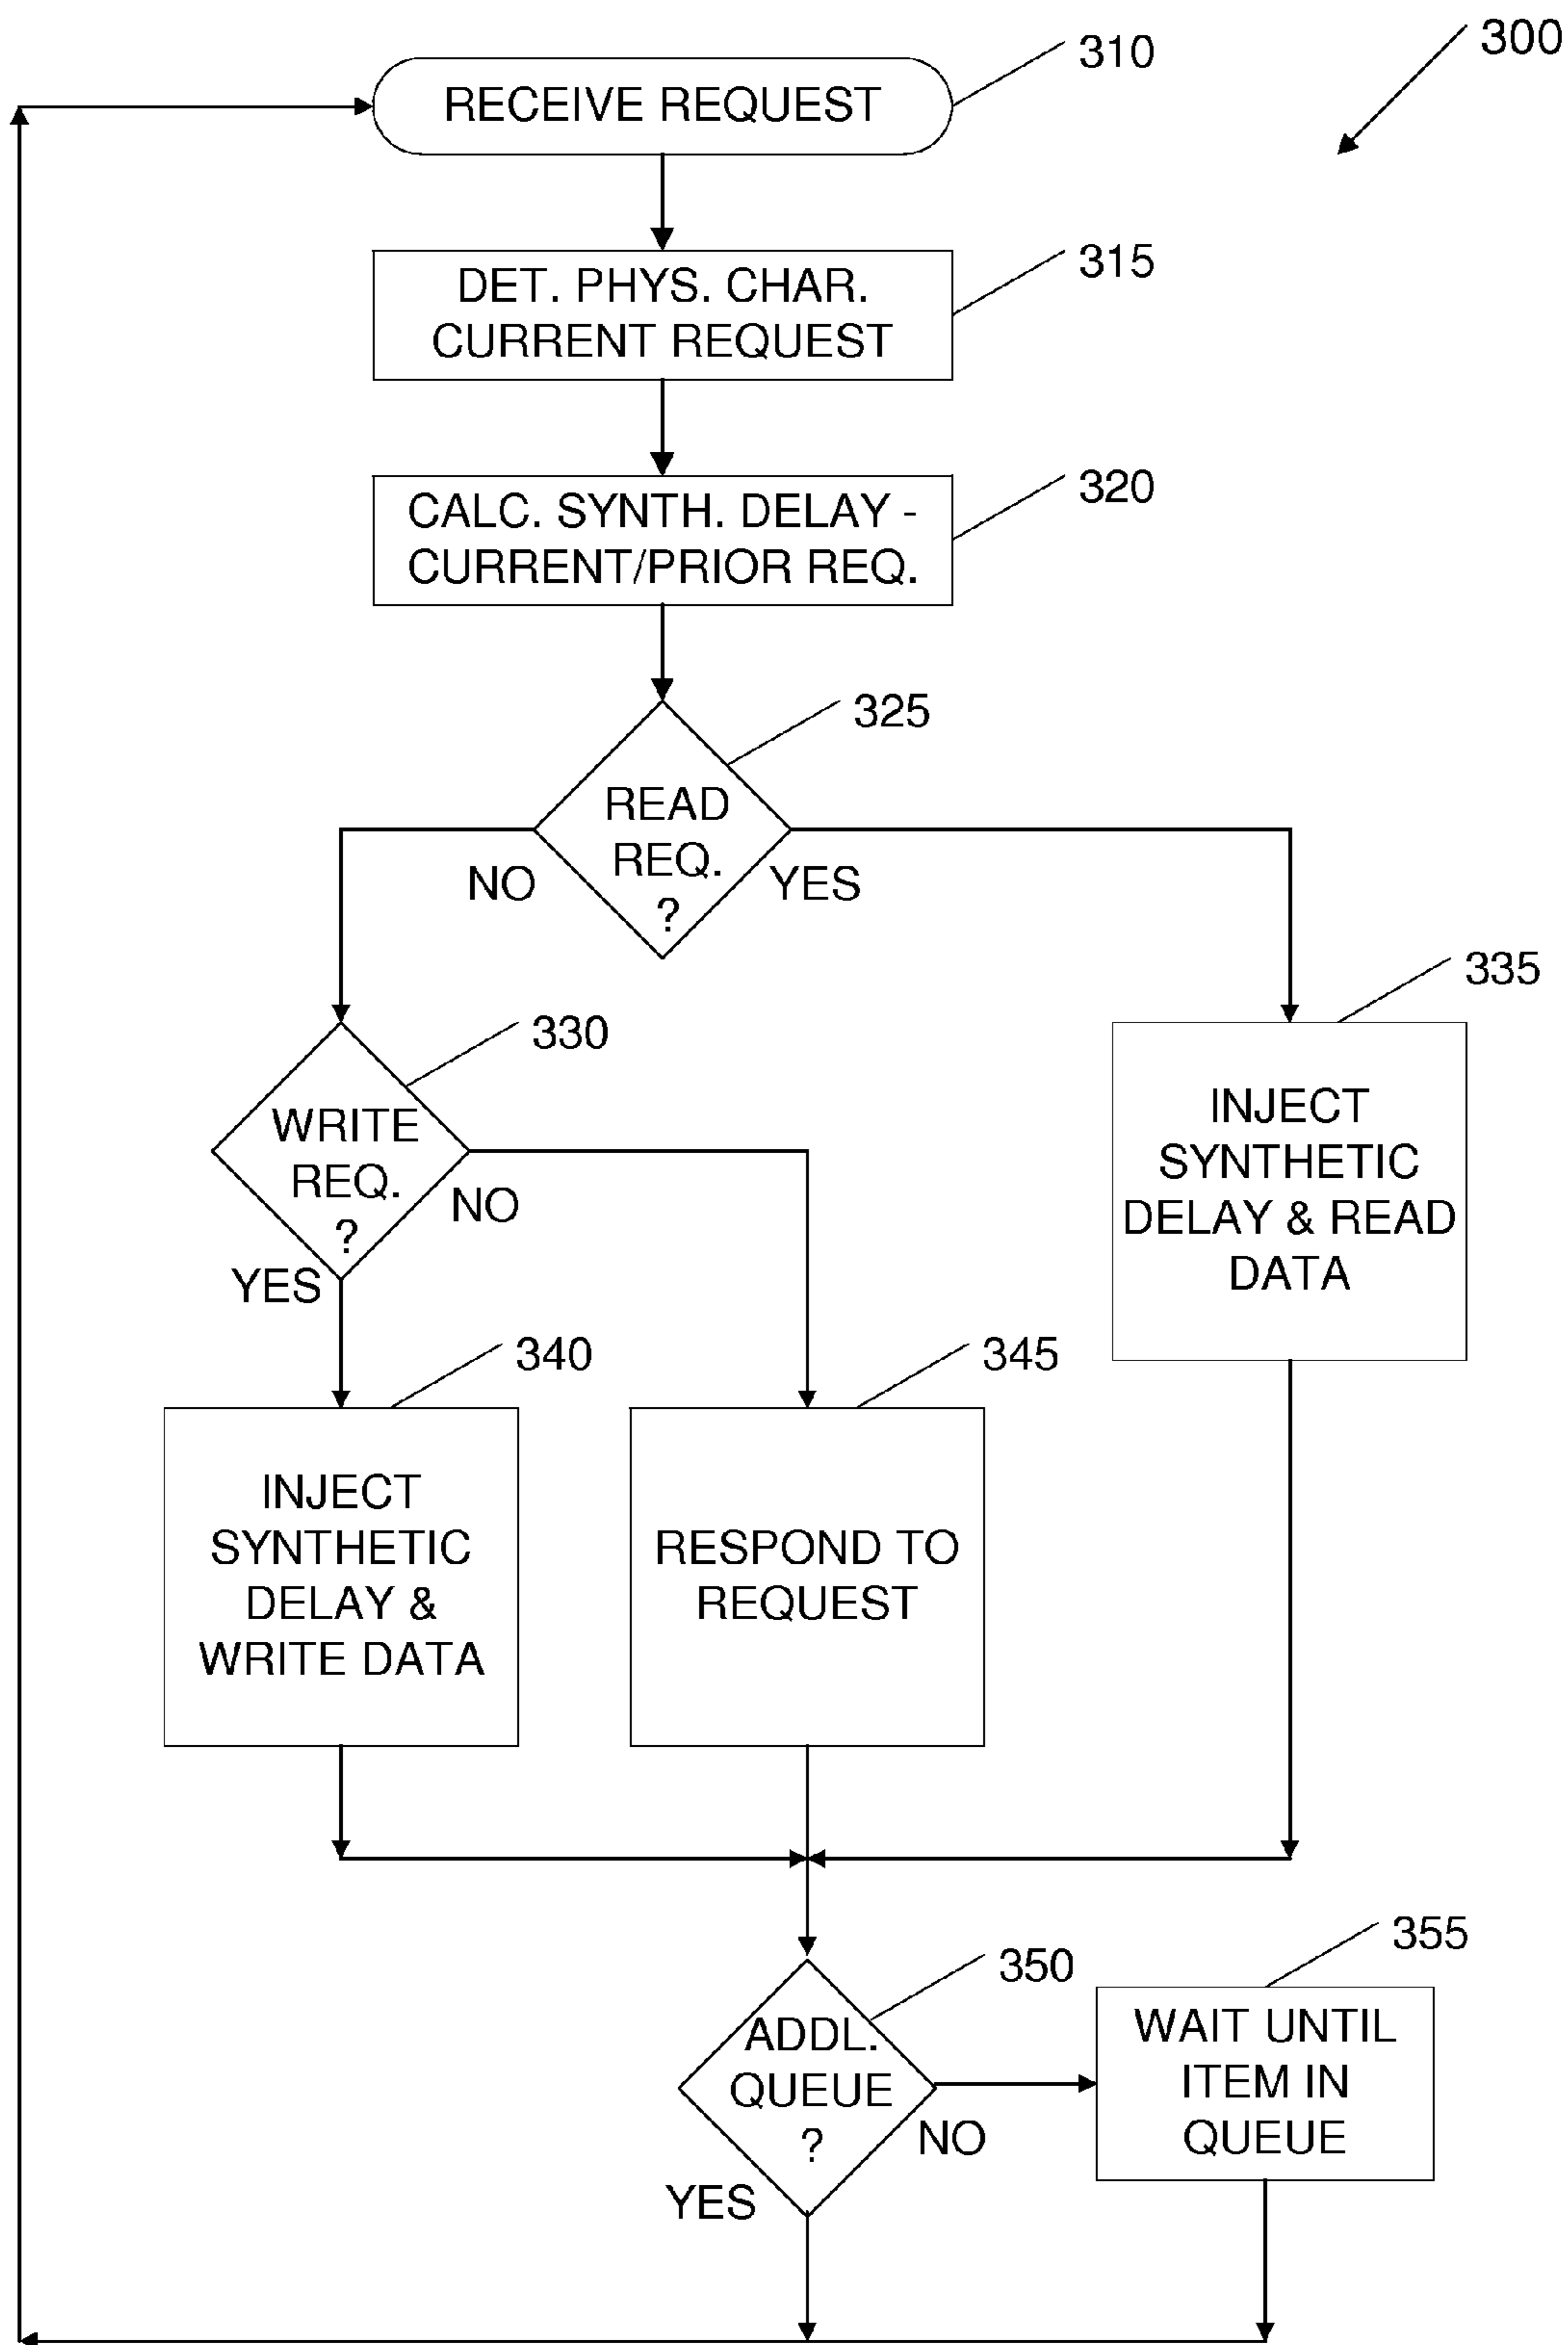 300
310
RECEIVE REQUEST
315
DET. PHYS. CHAR.
CURRENT REQUEST
320
CALC. SYNTH. DELAY -
CURRENT/PRIOR REQ.
325
READ
REQ.
?
NO
YES
335
330
WRITE
REQ.
?
NO
YES
INJECT
SYNTHETIC
DELAY & READ
DATA
340
345
INJECT
SYNTHETIC
DELAY &
WRITE DATA
RESPOND TO
REQUEST
350
355
ADDL.
QUEUE
?
NO
YES
WAIT UNTIL
ITEM IN
QUEUE